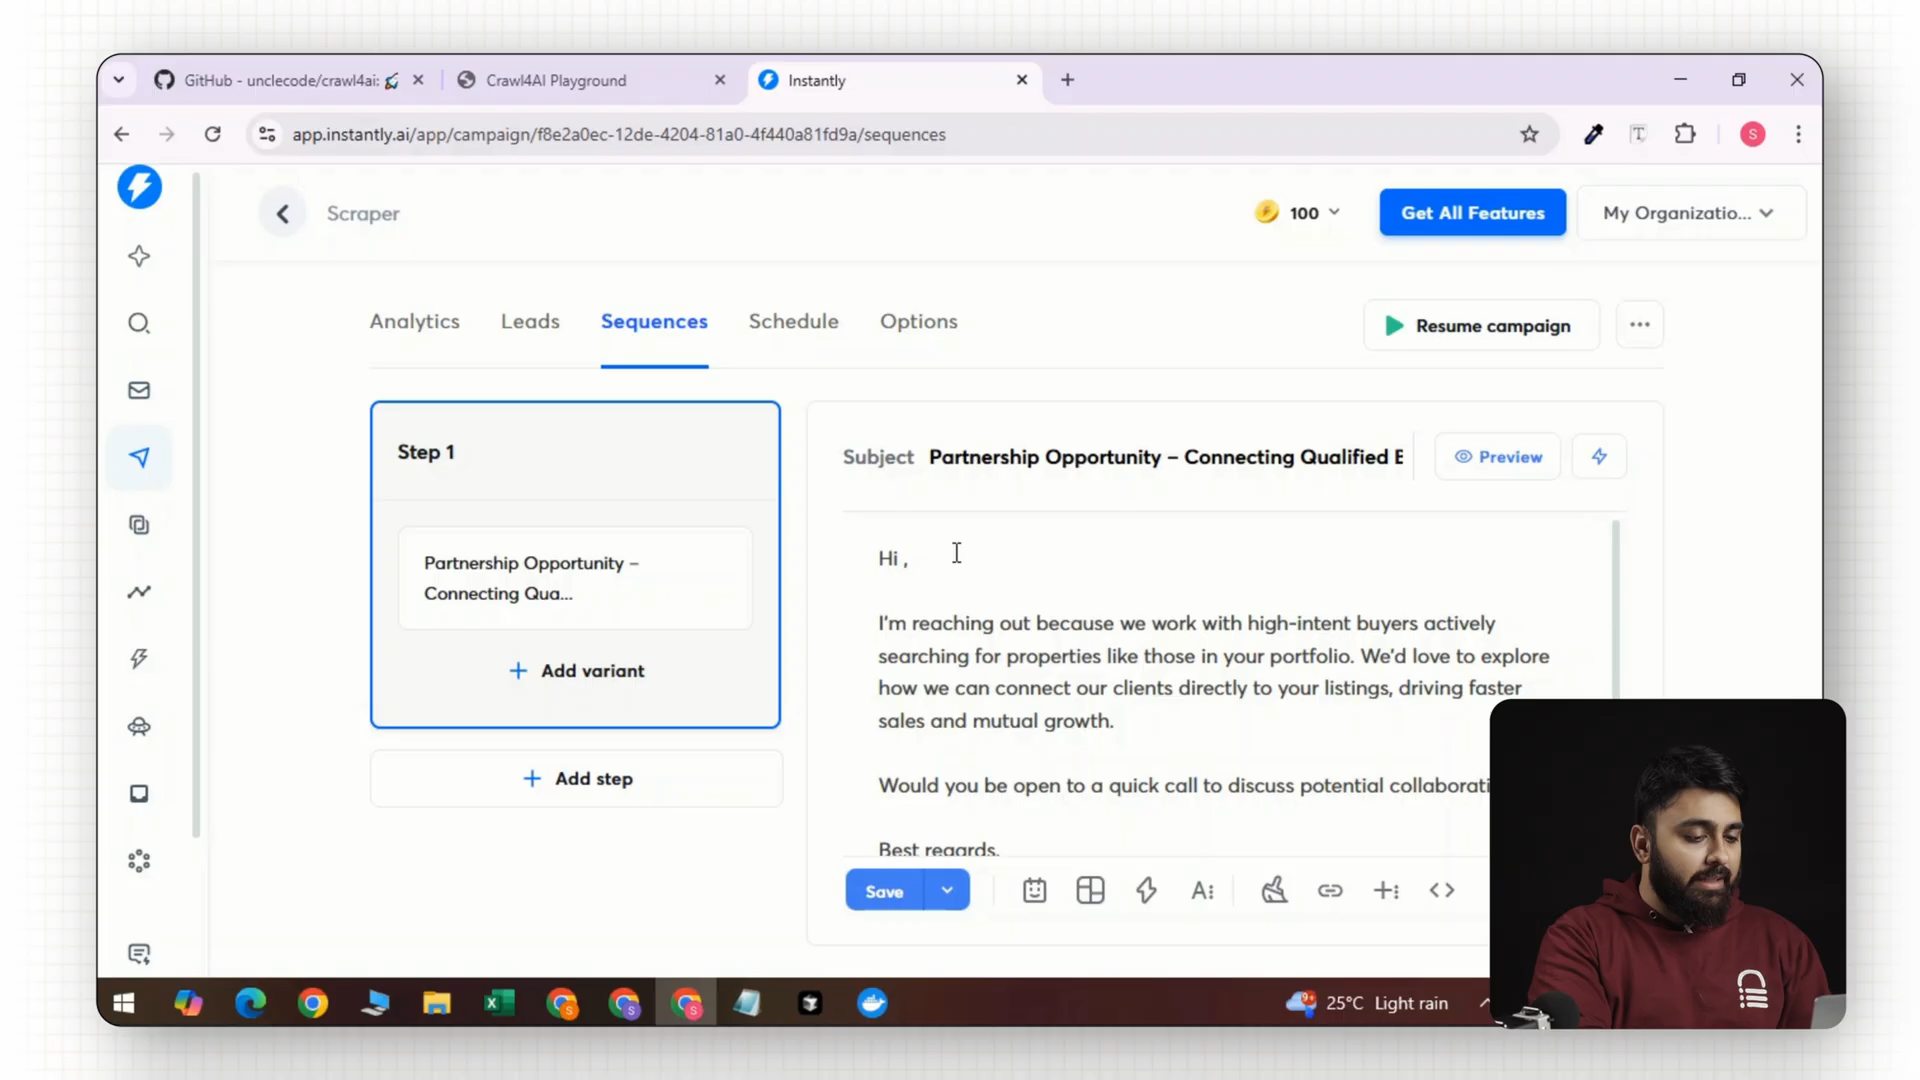 GitHub - unclecode/crawl4ai:
Crawl4AI Playground
Instantly
app.instantly.ai/app/campaign/f8e2a0ec-12de-4204-81a0-4f440a81fd9a/sequences
S
Scraper
100
Get All Features
My Organizatio...
Analytics
Leads
Sequences
Schedule
Options
Resume campaign
Step 1
Partnership Opportunity –
Connecting Qua...
Add variant
Add step
Subject Partnership Opportunity – Connecting Qualified B
Preview
Hi ,
I'm reaching out because we work with high-intent buyers actively
searching for properties like those in your portfolio. We'd love to explore
how we can connect our clients directly to your listings, driving faster
sales and mutual growth.
Would you be open to a quick call to discuss potential collaborati
Best regards,
Save
25°C Light rain